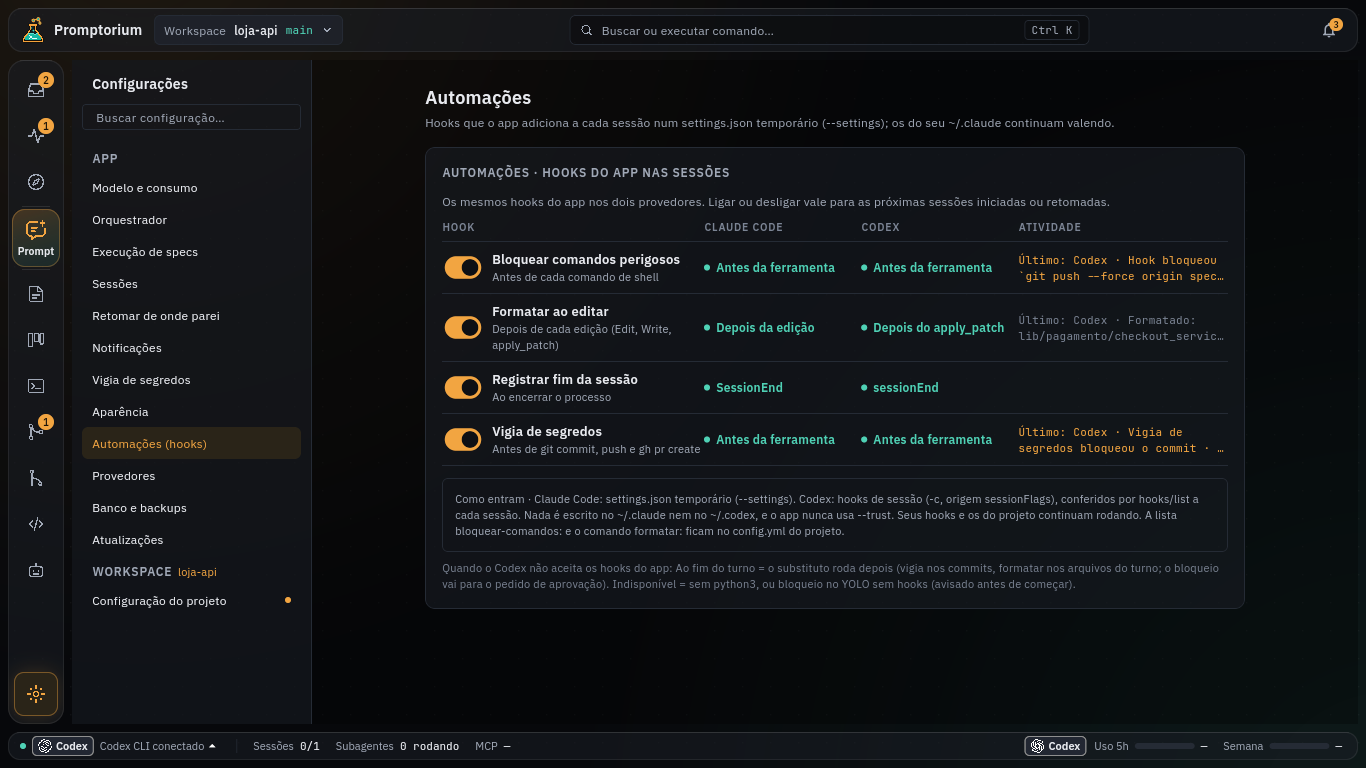 Promptorium
Workspace loja-api main
Buscar ou executar comando…
Ctrl K
3
2
1
Prompt
1
Configurações
Buscar configuração…
APP
Modelo e consumo
Orquestrador
Execução de specs
Sessões
Retomar de onde parei
Notificações
Vigia de segredos
Aparência
Automações (hooks)
Provedores
Banco e backups
Atualizações
WORKSPACE loja-api
Configuração do projeto
Automações
Hooks que o app adiciona a cada sessão num settings.json temporário (--settings); os do seu ~/.claude continuam valendo.
AUTOMAÇÕES · HOOKS DO APP NAS SESSÕES
Os mesmos hooks do app nos dois provedores. Ligar ou desligar vale para as próximas sessões iniciadas ou retomadas.
HOOK CLAUDE CODE CODEX ATIVIDADE
Bloquear comandos perigosos
Antes de cada comando de shell
Antes da ferramenta
Antes da ferramenta
Último: Codex · Hook bloqueou
`git push --force origin spec…
Formatar ao editar
Depois de cada edição (Edit, Write,
apply_patch)
Depois da edição
Depois do apply_patch
Último: Codex · Formatado:
lib/pagamento/checkout_servic…
Registrar fim da sessão
Ao encerrar o processo
SessionEnd
sessionEnd
Vigia de segredos
Antes de git commit, push e gh pr create
Antes da ferramenta
Antes da ferramenta
Último: Codex · Vigia de
segredos bloqueou o commit · …
Como entram · Claude Code: settings.json temporário (--settings). Codex: hooks de sessão (-c, origem sessionFlags), conferidos por hooks/list a
cada sessão. Nada é escrito no ~/.claude nem no ~/.codex, e o app nunca usa --trust. Seus hooks e os do projeto continuam rodando. A lista
bloquear-comandos: e o comando formatar: ficam no config.yml do projeto.
Quando o Codex não aceita os hooks do app: Ao fim do turno = o substituto roda depois (vigia nos commits, formatar nos arquivos do turno; o bloqueio
vai para o pedido de aprovação). Indisponível = sem python3, ou bloqueio no YOLO sem hooks (avisado antes de começar).
Codex Codex CLI conectado
Sessões 0/1 Subagentes 0 rodando MCP —
Codex Uso 5h — Semana —